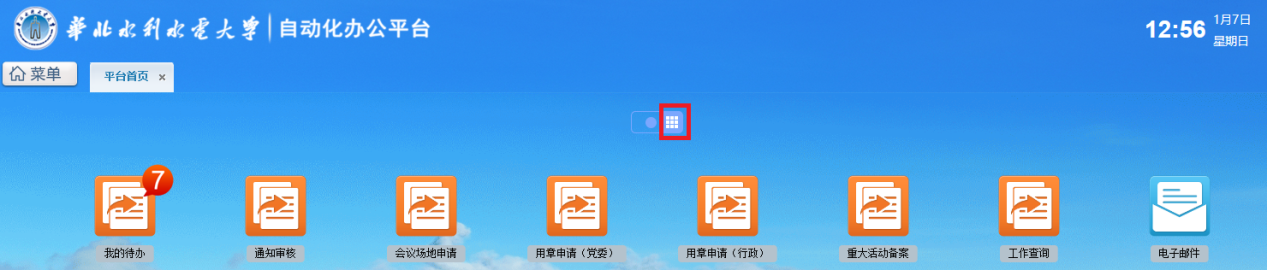 华北水利水电大学 自动化办公平台
12:56
1月7日
星期日
菜单
平台首页 ×
7
我的待办 通知审核 会议场地申请 用章申请（党委） 用章申请（行政） 重大活动备案 工作查询 电子邮件